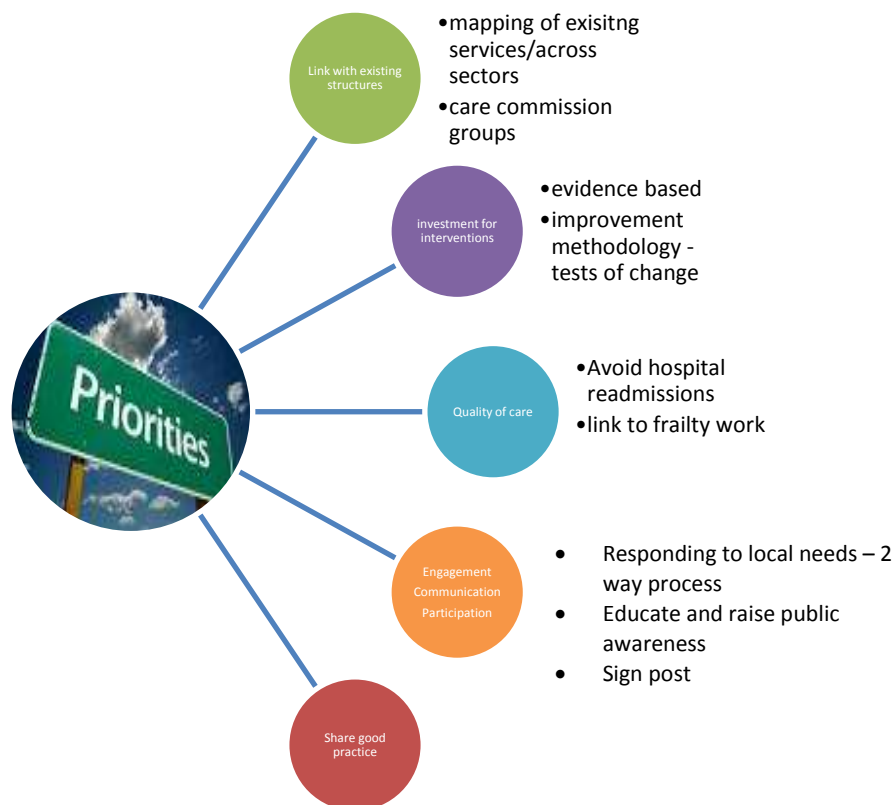 Priorities
Link with existing
structures
•mapping of exisitng
services/across
sectors
•care commission
groups
investment for
interventions
•evidence based
•improvement
methodology -
tests of change
Quality of care
•Avoid hospital
readmissions
•link to frailty work
Engagement
Communication
Participation
• Responding to local needs – 2
way process
• Educate and raise public
awareness
• Sign post
Share good
practice